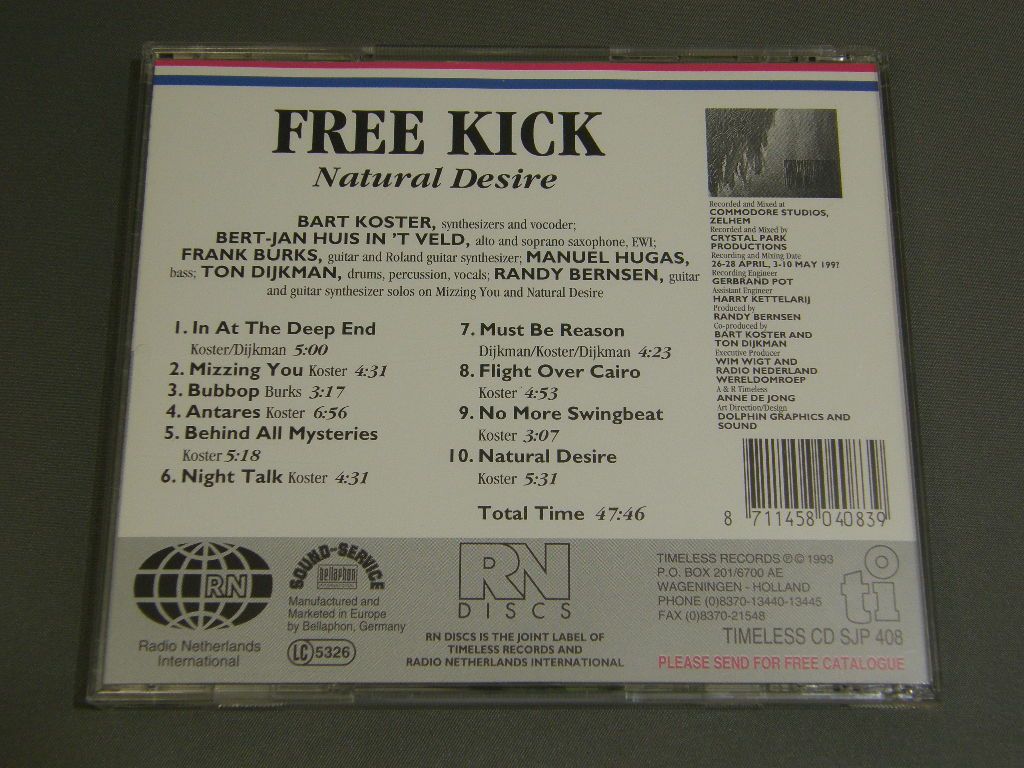 FREE KICK
Natural Desire
BART KOSTER, synthesizers and vocoder;
BERT-JAN HUIS IN 'T VELD, alto and soprano saxophone, EWI;
FRANK BURKS, guitar and Roland guitar synthesizer; MANUEL HUGAS,
bass; TON DIJKMAN, drums, percussion, vocals; RANDY BERNSEN, guitar
and guitar synthesizer solos on Mizzing You and Natural Desire
1. In At The Deep End
Koster/Dijkman 5:00
2. Mizzing You Koster 4:31
3. Bubbop Burks 3:17
4. Antares Koster 6:56
5. Behind All Mysteries
Koster 5:18
6. Night Talk Koster 4:31
7. Must Be Reason
Dijkman/Koster/Dijkman 4:23
8. Flight Over Cairo
Koster 4:53
9. No More Swingbeat
Koster 3:07
10. Natural Desire
Koster 5:31
Total Time 47:46
Recorded and Mixed at
COMMODORE STUDIOS,
ZELHEM
Recorded and Mixed by
CRYSTAL PARK
PRODUCTIONS
Recording and Mixing Date
26-28 APRIL, 3-10 MAY
Recording Engineer
GERBRAND POT
Assistant Engineer
HARRY KETTELARIJ
Produced by
RANDY BERNSEN
Co-produced by
BART KOSTER AND
TON DIJKMAN
Executive Producer
WIM WIGT AND
RADIO NEDERLAND
WERELDOMROEP
A & R Timeless
ANNE DE JONG
Art Direction/Design
DOLPHIN GRAPHICS AND
SOUND
8 711458 040839
RN
Radio Netherlands
International
SOUND-SERVICE
Bellaphon
Manufactured and
Marketed in Europe
by Bellaphon, Germany
LC 5326
RN
DISCS
RN DISCS IS THE JOINT LABEL OF
TIMELESS RECORDS AND
RADIO NETHERLANDS INTERNATIONAL
TIMELESS RECORDS ℗ © 1993
P.O. BOX 201/6700 AE
WAGENINGEN - HOLLAND
PHONE (0)8370-13440-13445
FAX (0)8370-21548
ti
TIMELESS CD SJP 408
PLEASE SEND FOR FREE CATALOGUE